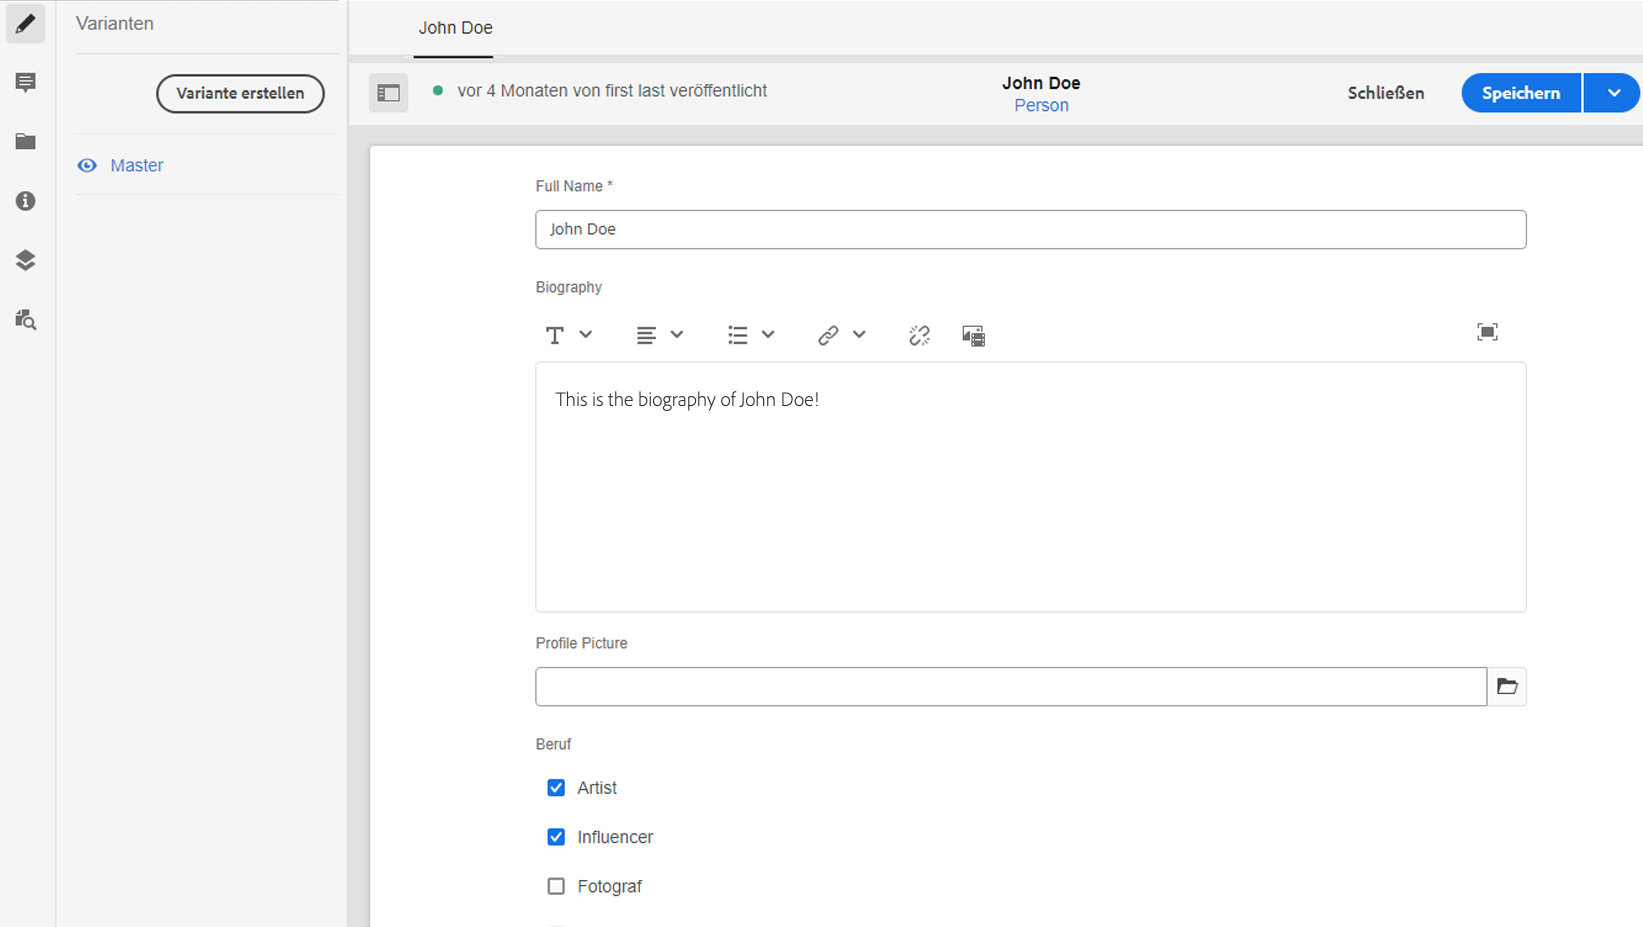 Varianten
Variante erstellen
Master
John Doe
vor 4 Monaten von first last veröffentlicht
John Doe
Person
Schließen
Speichern
Full Name *
John Doe
Biography
This is the biography of John Doe!
Profile Picture
Beruf
Artist
Influencer
Fotograf